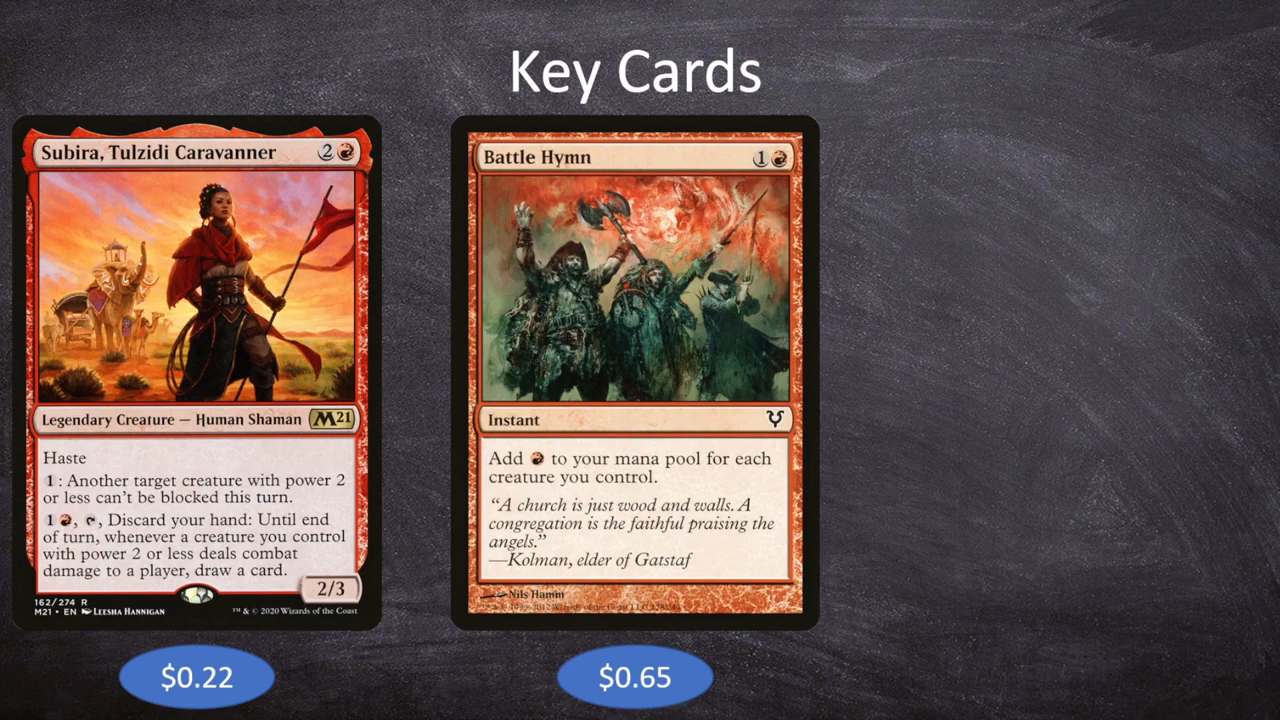 Key Cards
Subira, Tulzidi Caravanner 2
Legendary Creature — Human Shaman M21
Haste
1: Another target creature with power 2
or less can't be blocked this turn.
1 , , Discard your hand: Until end
of turn, whenever a creature you control
with power 2 or less deals combat
damage to a player, draw a card.
2/3
162/274 R
M21 • EN LEESHA HANNIGAN
™ & © 2020 Wizards of the Coast
$0.22
Battle Hymn 1
Instant
Add to your mana pool for each
creature you control.
“A church is just wood and walls. A
congregation is the faithful praising the
angels.”
—Kolman, elder of Gatstaf
Nils Hamm
$0.65